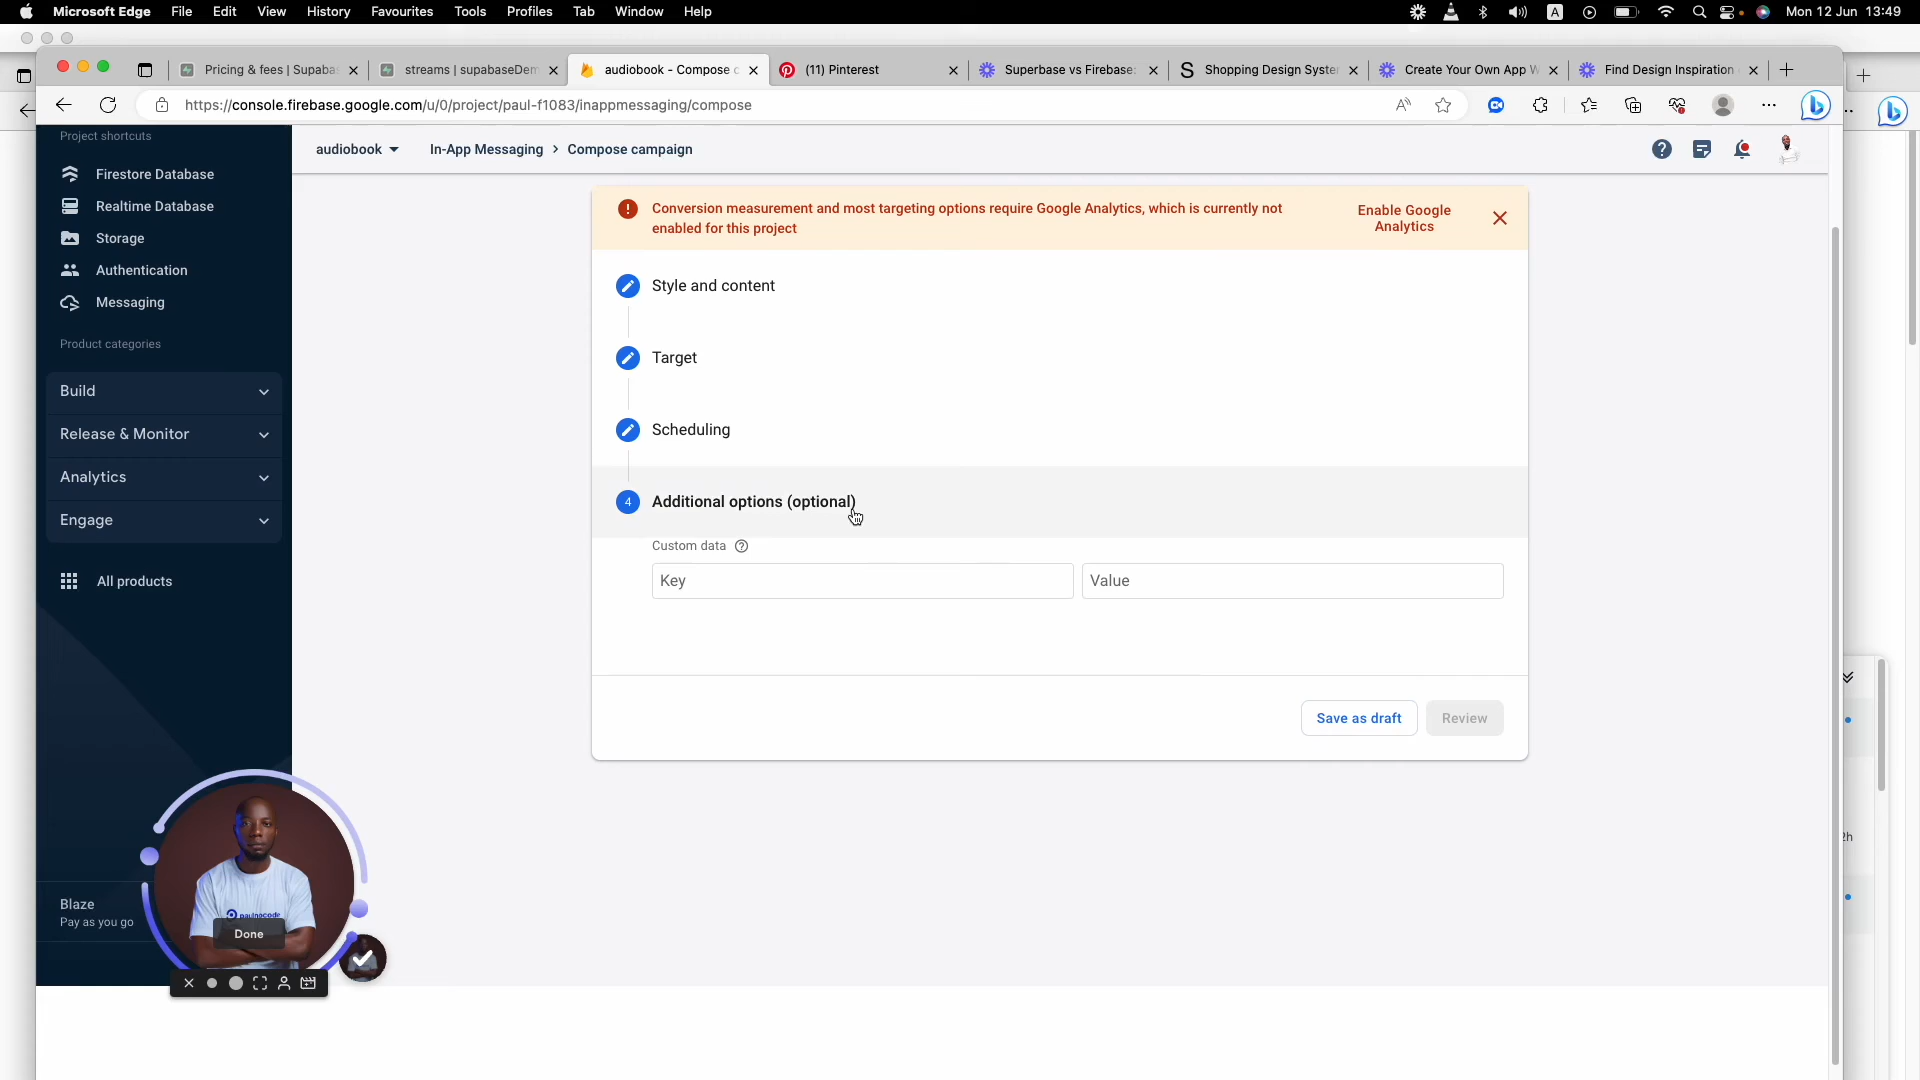 Microsoft Edge File Edit View History Favourites Tools Profiles Tab Window Help
A
Mon 12 Jun 13:49
Pricing & fees | Supaba
streams | supabaseDem
audiobook - Compose c
(11) Pinterest
Superbase vs Firebase:
Shopping Design Syste
Create Your Own App W
Find Design Inspiration
https://console.firebase.google.com/u/0/project/paul-f1083/inappmessaging/compose
Project shortcuts
Firestore Database
Realtime Database
Storage
Authentication
Messaging
Product categories
Build
Release & Monitor
Analytics
Engage
All products
Blaze
Pay as you go
audiobook
In-App Messaging > Compose campaign
Conversion measurement and most targeting options require Google Analytics, which is currently not
enabled for this project
Enable Google
Analytics
Style and content
Target
Scheduling
4 Additional options (optional)
Custom data
Key
Value
Save as draft
Review
paulnocode
Done
2h